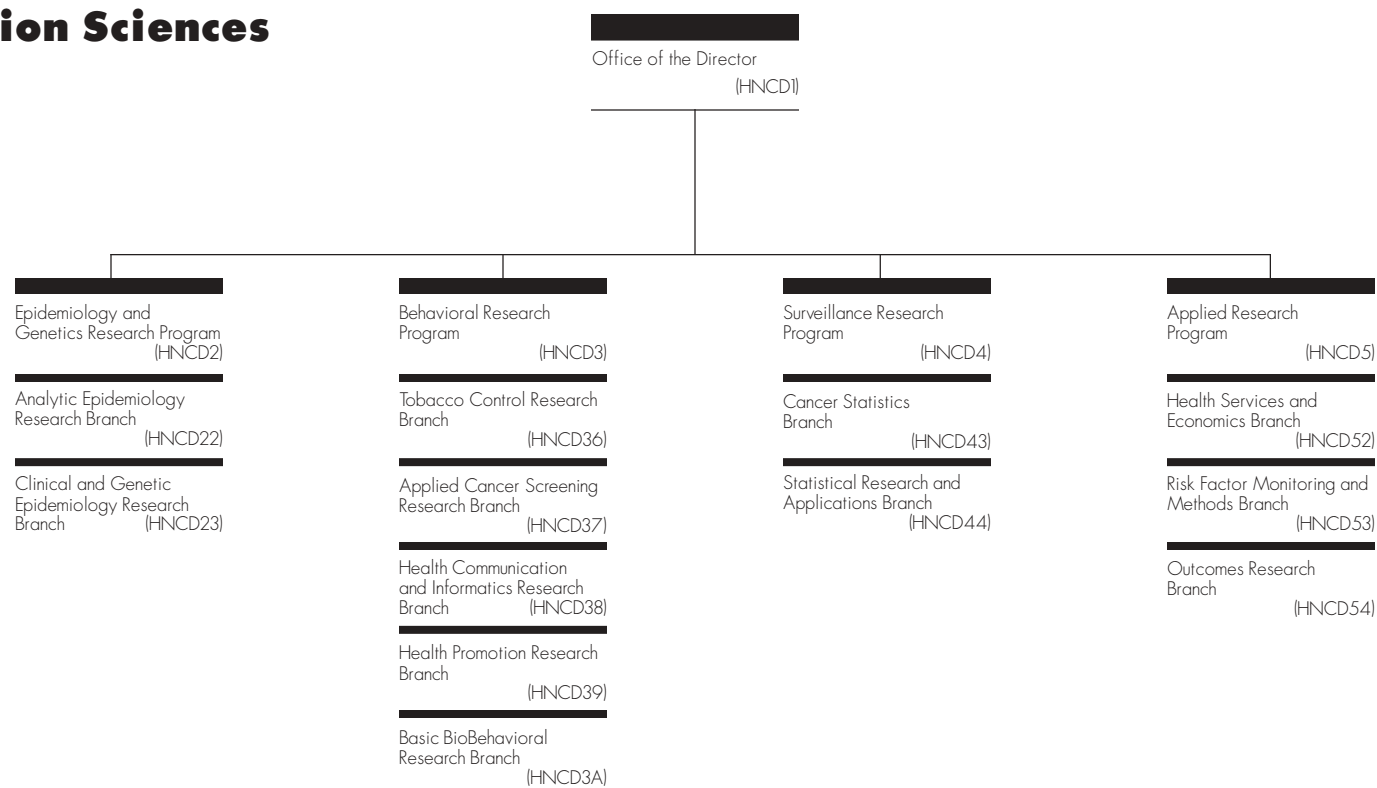 ion Sciences
Office of the Director
(HNCD1)
Epidemiology and
Genetics Research Program
(HNCD2)
Analytic Epidemiology
Research Branch
(HNCD22)
Clinical and Genetic
Epidemiology Research
Branch (HNCD23)
Behavioral Research
Program
(HNCD3)
Tobacco Control Research
Branch
(HNCD36)
Applied Cancer Screening
Research Branch
(HNCD37)
Health Communication
and Informatics Research
Branch (HNCD38)
Health Promotion Research
Branch
(HNCD39)
Basic BioBehavioral
Research Branch
(HNCD3A)
Surveillance Research
Program
(HNCD4)
Cancer Statistics
Branch
(HNCD43)
Statistical Research and
Applications Branch
(HNCD44)
Applied Research
Program
(HNCD5)
Health Services and
Economics Branch
(HNCD52)
Risk Factor Monitoring and
Methods Branch
(HNCD53)
Outcomes Research
Branch
(HNCD54)